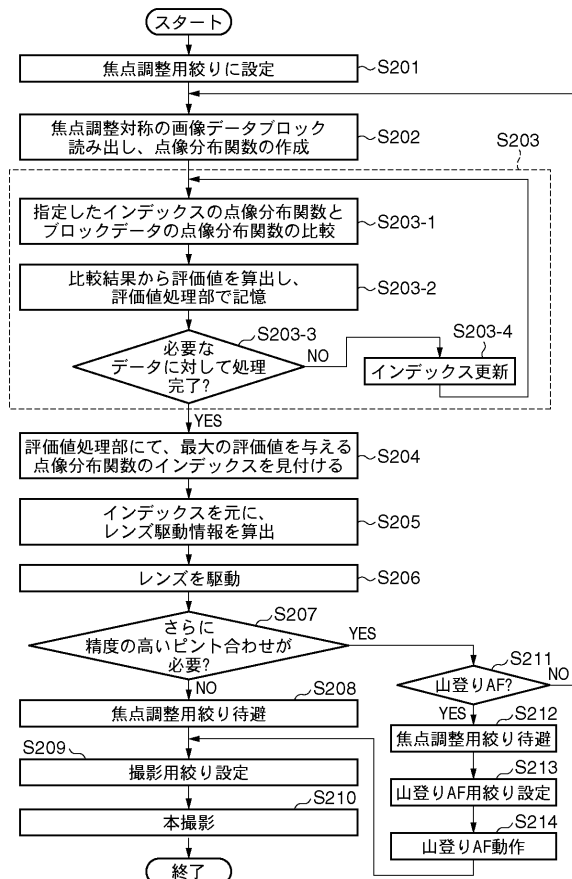 スタート
焦点調整用絞りに設定
S201
焦点調整対称の画像データブロック
読み出し、点像分布関数の作成
S202
S203
指定したインデックスの点像分布関数と
ブロックデータの点像分布関数の比較
S203-1
比較結果から評価値を算出し、
評価値処理部で記憶
S203-2
S203-3
必要な
データに対して処理
完了?
NO
S203-4
インデックス更新
YES
評価値処理部にて、最大の評価値を与える
点像分布関数のインデックスを見付ける
S204
インデックスを元に、
レンズ駆動情報を算出
S205
レンズを駆動
S206
S207
さらに
精度の高いピント合わせが
必要?
YES
NO
S208
焦点調整用絞り待避
S209
撮影用絞り設定
S210
本撮影
終了
S211
山登りAF?
NO
YES
S212
焦点調整用絞り待避
S213
山登りAF用絞り設定
S214
山登りAF動作